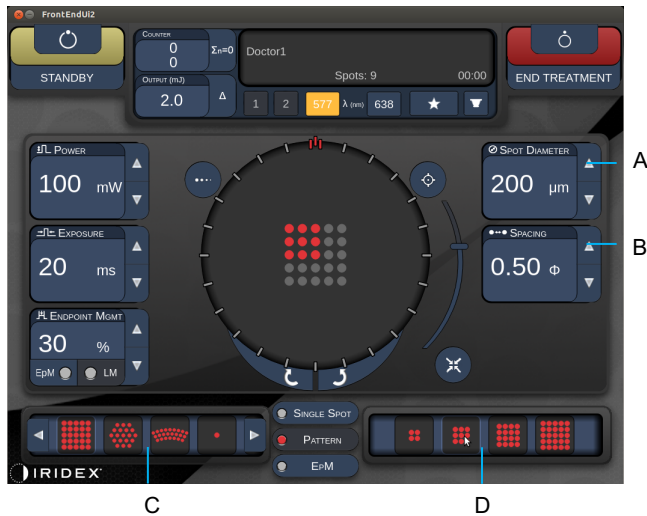 FrontEndUi2
STANDBY
COUNTER
0
0
Σn=0
OUTPUT (mJ)
2.0
Δ
Doctor1
Spots: 9
00:00
1
2
577
λ (nm)
638
END TREATMENT
POWER
100 mW
EXPOSURE
20 ms
ENDPOINT MGMT
30 %
EPM
LM
SPOT DIAMETER
200 µm
SPACING
0.50 Φ
A
B
SINGLE SPOT
PATTERN
EPM
IRIDEX
C
D